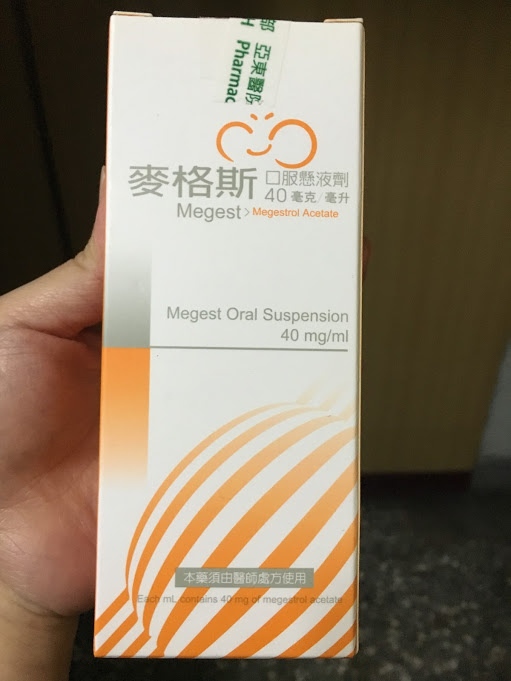 亞東醫院
Pharmac
麥格斯 口服懸液劑
40 毫克/毫升
Megest > Megestrol Acetate
Megest Oral Suspension
40 mg/ml
本藥須由醫師處方使用
Each mL contains 40 mg of megestrol acetate